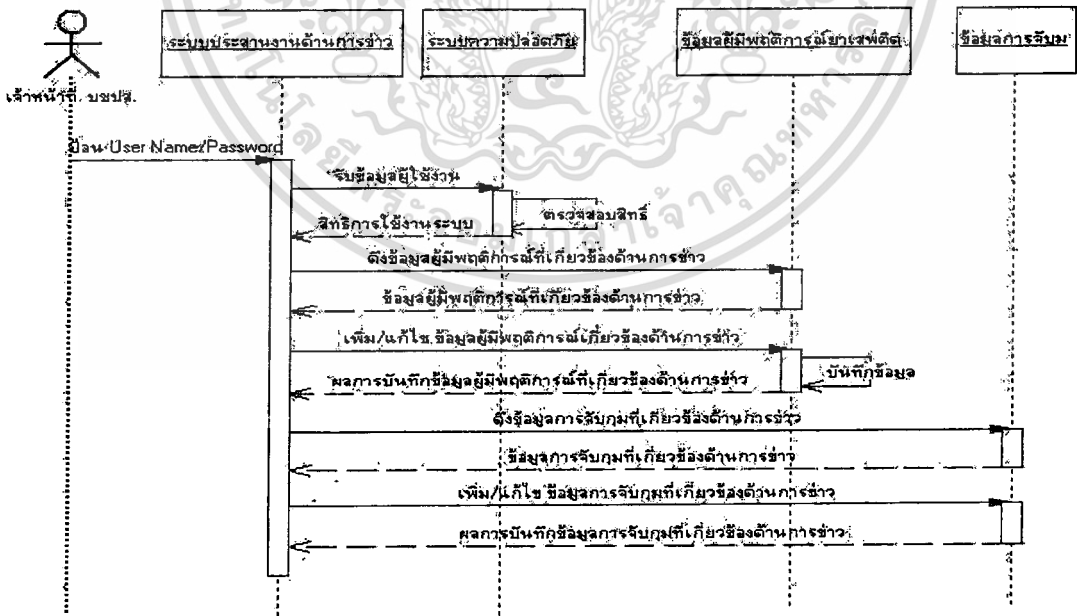 ระบบประสานงานด้านการข่าว
ระบบความปลอดภัย
ข้อมูลผู้มีพฤติการณ์ยาเสพติด
ข้อมูลการจับกุม
เจ้าหน้าที่ บชปส.
ป้อน User Name/Password
รับข้อมูลผู้ใช้งาน
ตรวจสอบสิทธิ์
สิทธิการใช้งานระบบ
ดึงข้อมูลผู้มีพฤติการณ์ที่เกี่ยวข้องด้านการข่าว
ข้อมูลผู้มีพฤติการณ์ที่เกี่ยวข้องด้านการข่าว
เพิ่ม/แก้ไข ข้อมูลผู้มีพฤติการณ์เกี่ยวข้องด้านการข่าว
บันทึกข้อมูล
ผลการบันทึกข้อมูลผู้มีพฤติการณ์ที่เกี่ยวข้องด้านการข่าว
ดึงข้อมูลการจับกุมที่เกี่ยวข้องด้านการข่าว
ข้อมูลการจับกุมที่เกี่ยวข้องด้านการข่าว
เพิ่ม/แก้ไข ข้อมูลการจับกุมที่เกี่ยวข้องด้านการข่าว
ผลการบันทึกข้อมูลการจับกุมที่เกี่ยวข้องด้านการข่าว